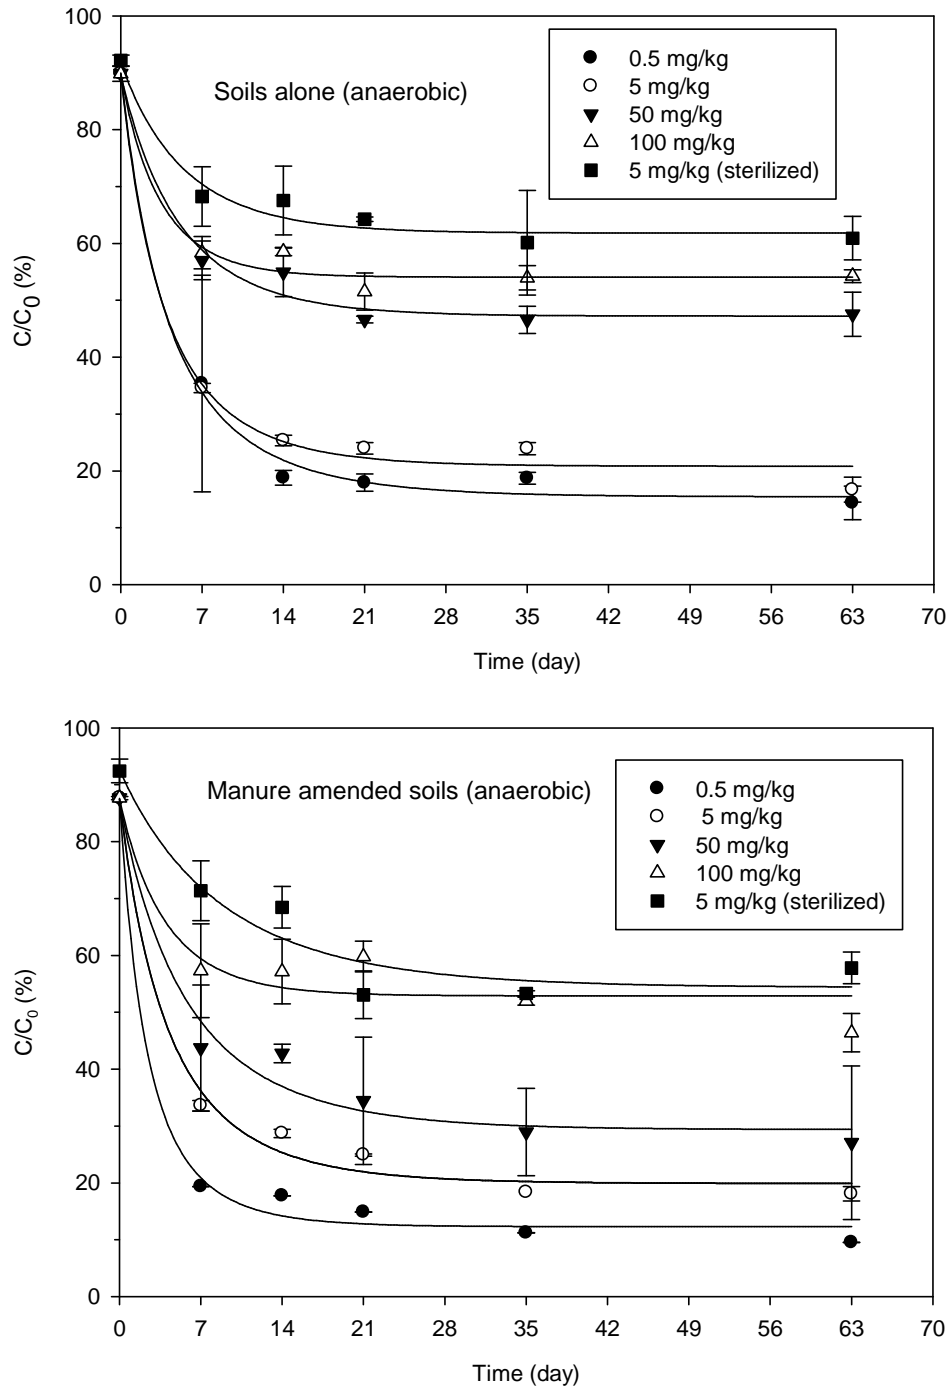 100
80
60
40
20
0
C/C0 (%)
Soils alone (anaerobic)
0.5 mg/kg
5 mg/kg
50 mg/kg
100 mg/kg
5 mg/kg (sterilized)
0 7 14 21 28 35 42 49 56 63 70
Time (day)
100
80
60
40
20
0
C/C0 (%)
Manure amended soils (anaerobic)
0.5 mg/kg
5 mg/kg
50 mg/kg
100 mg/kg
5 mg/kg (sterilized)
0 7 14 21 28 35 42 49 56 63 70
Time (day)